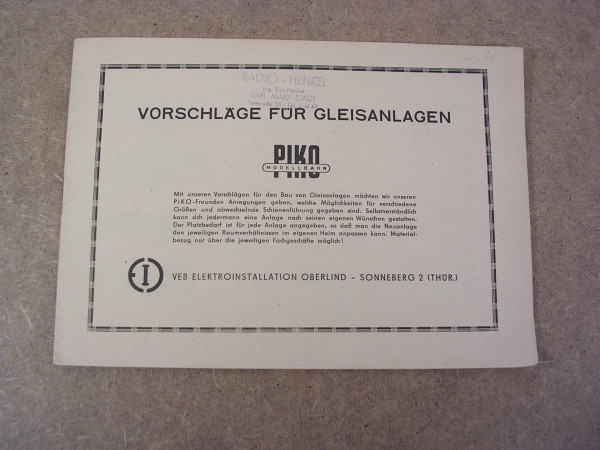 RADIO - HENKEL
Ing. Kurt Henkel
KARL-MARX-STADT
VORSCHLÄGE FÜR GLEISANLAGEN
PIKO
MODELLBAHN
Mit unseren Vorschlägen für den Bau von Gleisanlagen möchten wir unseren
PIKO-Freunden Anregungen geben, welche Möglichkeiten für verschiedene
Größen und abwechselnde Schienenführung gegeben sind. Selbstverständlich
kann sich jedermann eine Anlage nach seinen eigenen Wünschen gestalten.
Der Platzbedarf ist für jede Anlage angegeben, so daß man die Neuanlage
den jeweiligen Raumverhältnissen im eigenen Heim anpassen kann. Material-
bezug nur über die jeweiligen Fachgeschäfte möglich!
VEB ELEKTROINSTALLATION OBERLIND – SONNEBERG 2 (THÜR.)